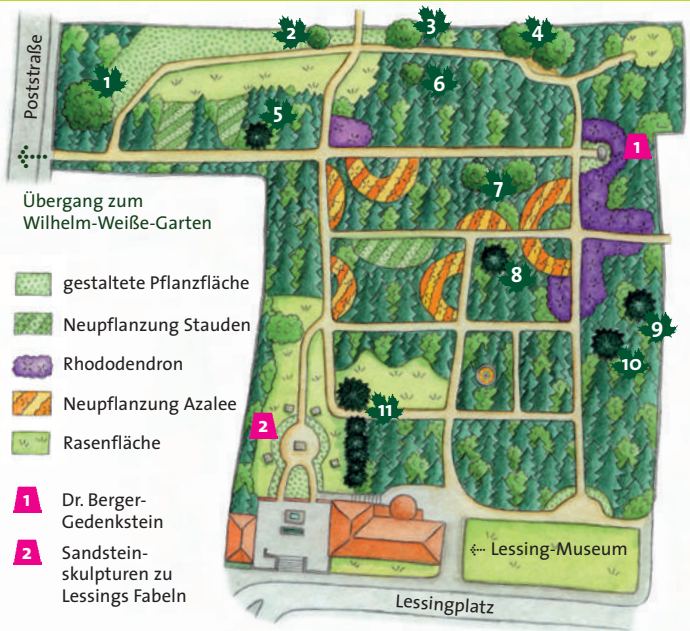 Poststraße
1
2
3
4
5
6
1
7
8
9
10
11
2
Übergang zum
Wilhelm-Weiße-Garten
gestaltete Pflanzfläche
Neupflanzung Stauden
Rhododendron
Neupflanzung Azalee
Rasenfläche
1 Dr. Berger-
Gedenkstein
2 Sandstein-
skulpturen zu
Lessings Fabeln
Lessing-Museum
Lessingplatz